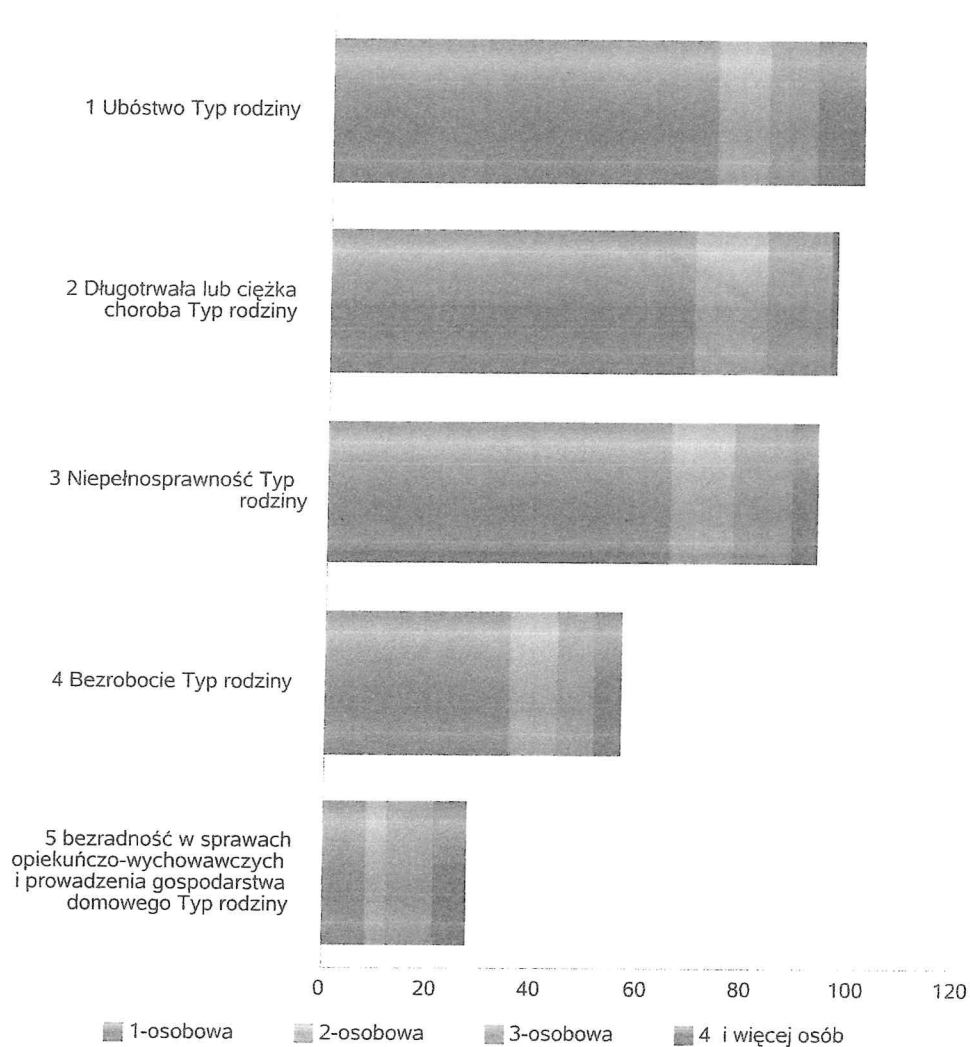 1 Ubóstwo Typ rodziny
2 Długotrwała lub ciężka
choroba Typ rodziny
3 Niepełnosprawność Typ
rodziny
4 Bezrobocie Typ rodziny
5 bezradność w sprawach
opiekuńczo-wychowawczych
i prowadzenia gospodarstwa
domowego Typ rodziny
0 20 40 60 80 100 120
1-osobowa 2-osobowa 3-osobowa 4 i więcej osób